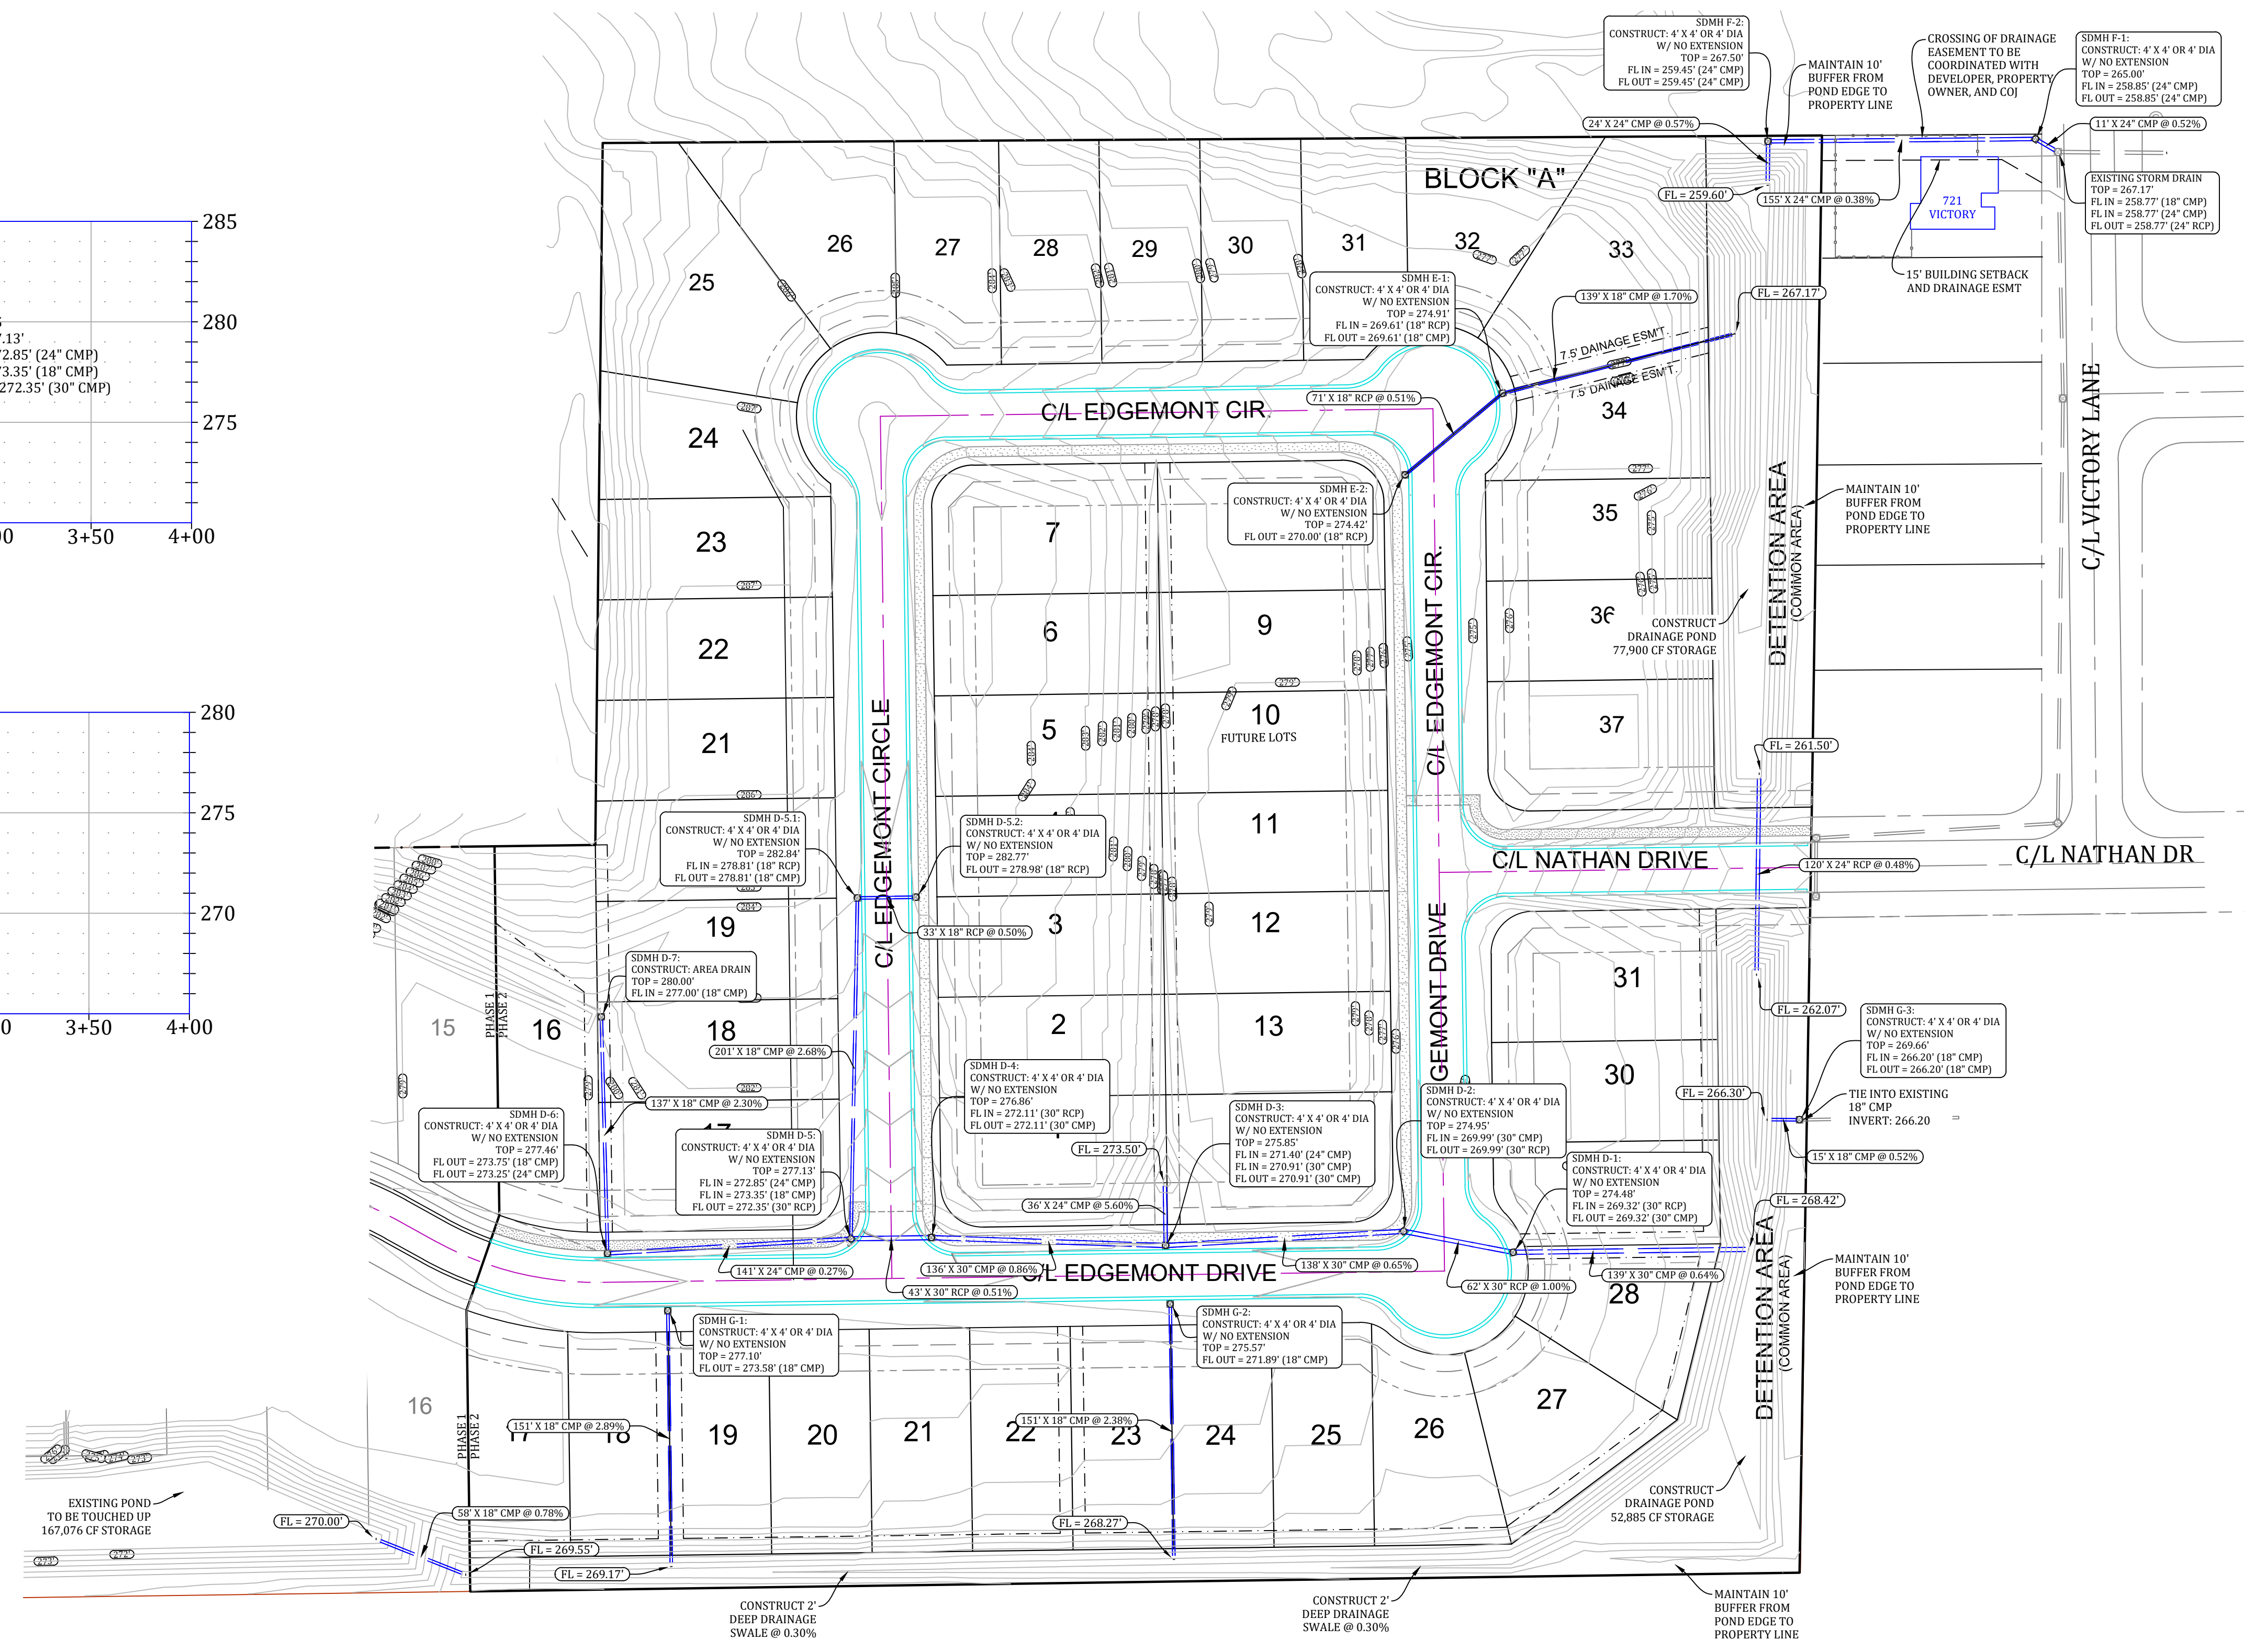 SDMH F-2:
CONSTRUCT: 4' X 4' OR 4' DIA
W/ NO EXTENSION
TOP = 267.50'
FL IN = 259.45' (24" CMP)
FL OUT = 259.45' (24" CMP)
MAINTAIN 10'
BUFFER FROM
POND EDGE TO
PROPERTY LINE
CROSSING OF DRAINAGE
EASEMENT TO BE
COORDINATED WITH
DEVELOPER, PROPERTY
OWNER, AND COJ
SDMH F-1:
CONSTRUCT: 4' X 4' OR 4' DIA
W/ NO EXTENSION
TOP = 265.00'
FL IN = 258.85' (24" CMP)
FL OUT = 258.85' (24" CMP)
24' X 24" CMP @ 0.57%
11' X 24" CMP @ 0.52%
EXISTING STORM DRAIN
TOP = 267.17'
FL IN = 258.77' (18" CMP)
FL IN = 258.77' (24" CMP)
FL OUT = 258.77' (24" RCP)
FL = 259.60'
155' X 24" CMP @ 0.38%
721
VICTORY
15' BUILDING SETBACK
AND DRAINAGE ESMT
BLOCK "A"
285
280
275
7.13'
72.85' (24" CMP)
73.35' (18" CMP)
272.35' (30" CMP)
3+50
4+00
280
275
270
3+50
4+00
25
26
27
28
29
30
31
32
33
SDMH E-1:
CONSTRUCT: 4' X 4' OR 4' DIA
W/ NO EXTENSION
TOP = 274.91'
FL IN = 269.61' (18" RCP)
FL OUT = 269.61' (18" CMP)
139' X 18" CMP @ 1.70%
FL = 267.17'
7.5' DAINAGE ESM'T.
7.5' DAINAGE ESM'T.
71' X 18" RCP @ 0.51%
C/L EDGEMONT CIR.
34
24
SDMH E-2:
CONSTRUCT: 4' X 4' OR 4' DIA
W/ NO EXTENSION
TOP = 274.42'
FL OUT = 270.00' (18" RCP)
277'
276'
35
DETENTION AREA
(COMMON AREA)
MAINTAIN 10'
BUFFER FROM
POND EDGE TO
PROPERTY LINE
C/L VICTORY LANE
23
7
287'
22
6
9
C/L EDGEMONT CIR.
36
CONSTRUCT
DRAINAGE POND
77,900 CF STORAGE
279'
21
5
10
FUTURE LOTS
37
FL = 261.50'
C/L EDGEMONT CIRCLE
286'
SDMH D-5.1:
CONSTRUCT: 4' X 4' OR 4' DIA
W/ NO EXTENSION
TOP = 282.84'
FL IN = 278.81' (18" RCP)
FL OUT = 278.81' (18" CMP)
SDMH D-5.2:
CONSTRUCT: 4' X 4' OR 4' DIA
W/ NO EXTENSION
TOP = 282.77'
FL OUT = 278.98' (18" RCP)
11
C/L NATHAN DRIVE
120' X 24" RCP @ 0.48%
C/L NATHAN DR
284'
19
33' X 18" RCP @ 0.50%
3
12
GEMONT DRIVE
31
SDMH D-7:
CONSTRUCT: AREA DRAIN
TOP = 280.00'
FL IN = 277.00' (18" CMP)
FL = 262.07'
SDMH G-3:
CONSTRUCT: 4' X 4' OR 4' DIA
W/ NO EXTENSION
TOP = 269.66'
FL IN = 266.20' (18" CMP)
FL OUT = 266.20' (18" CMP)
15
PHASE 1
PHASE 2
16
18
2
13
201' X 18" CMP @ 2.68%
30
FL = 266.30'
TIE INTO EXISTING
18" CMP
INVERT: 266.20
15' X 18" CMP @ 0.52%
282'
137' X 18" CMP @ 2.30%
SDMH D-4:
CONSTRUCT: 4' X 4' OR 4' DIA
W/ NO EXTENSION
TOP = 276.86'
FL IN = 272.11' (30" RCP)
FL OUT = 272.11' (30" CMP)
SDMH D-3:
CONSTRUCT: 4' X 4' OR 4' DIA
W/ NO EXTENSION
TOP = 275.85'
FL IN = 271.40' (24" CMP)
FL IN = 270.91' (30" CMP)
FL OUT = 270.91' (30" CMP)
SDMH D-2:
CONSTRUCT: 4' X 4' OR 4' DIA
W/ NO EXTENSION
TOP = 274.95'
FL IN = 269.99' (30" CMP)
FL OUT = 269.99' (30" RCP)
SDMH D-6:
CONSTRUCT: 4' X 4' OR 4' DIA
W/ NO EXTENSION
TOP = 277.46'
FL OUT = 273.75' (18" CMP)
FL OUT = 273.25' (24" CMP)
SDMH D-5:
CONSTRUCT: 4' X 4' OR 4' DIA
W/ NO EXTENSION
TOP = 277.13'
FL IN = 272.85' (24" CMP)
FL IN = 273.35' (18" CMP)
FL OUT = 272.35' (30" RCP)
FL = 273.50'
SDMH D-1:
CONSTRUCT: 4' X 4' OR 4' DIA
W/ NO EXTENSION
TOP = 274.48'
FL IN = 269.32' (30" RCP)
FL OUT = 269.32' (30" CMP)
36' X 24" CMP @ 5.60%
FL = 268.42'
141' X 24" CMP @ 0.27%
136' X 30" CMP @ 0.86%
C/L EDGEMONT DRIVE
138' X 30" CMP @ 0.65%
43' X 30" RCP @ 0.51%
62' X 30" RCP @ 1.00%
139' X 30" CMP @ 0.64%
28
DETENTION AREA
(COMMON AREA)
MAINTAIN 10'
BUFFER FROM
POND EDGE TO
PROPERTY LINE
SDMH G-1:
CONSTRUCT: 4' X 4' OR 4' DIA
W/ NO EXTENSION
TOP = 277.10'
FL OUT = 273.58' (18" CMP)
SDMH G-2:
CONSTRUCT: 4' X 4' OR 4' DIA
W/ NO EXTENSION
TOP = 275.57'
FL OUT = 271.89' (18" CMP)
16
PHASE 1
PHASE 2
17
18
151' X 18" CMP @ 2.89%
19
20
21
22
151' X 18" CMP @ 2.38%
23
24
25
26
27
EXISTING POND
TO BE TOUCHED UP
167,076 CF STORAGE
58' X 18" CMP @ 0.78%
FL = 270.00'
FL = 269.55'
FL = 269.17'
FL = 268.27'
273'
272'
CONSTRUCT
DRAINAGE POND
52,885 CF STORAGE
CONSTRUCT 2'
DEEP DRAINAGE
SWALE @ 0.30%
CONSTRUCT 2'
DEEP DRAINAGE
SWALE @ 0.30%
MAINTAIN 10'
BUFFER FROM
POND EDGE TO
PROPERTY LINE